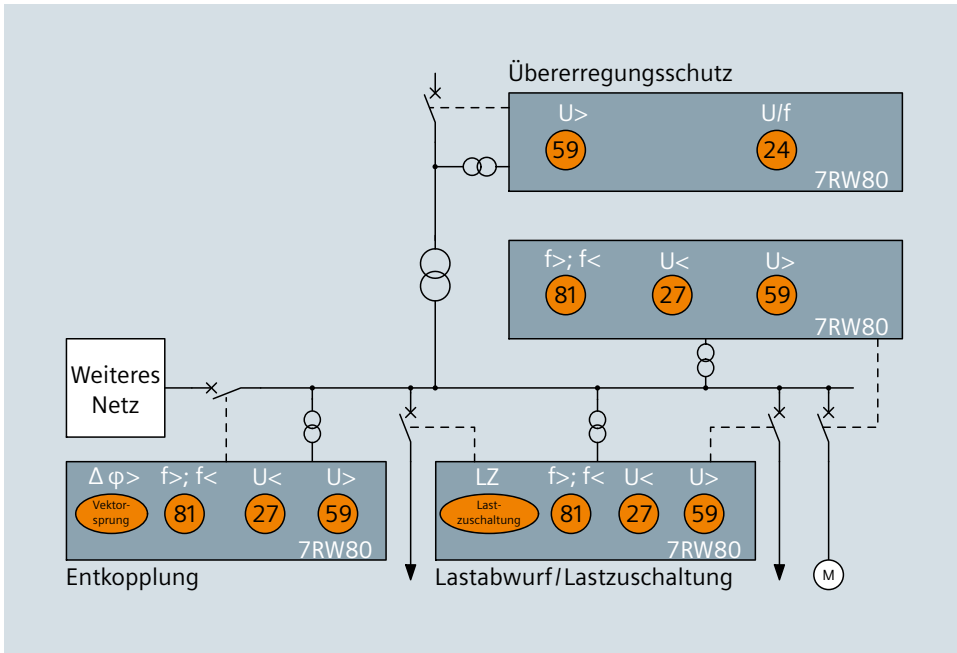 Übererregungsschutz
U> U/f
59 24
7RW80
f>; f< U< U>
81 27 59
7RW80
Weiteres
Netz
Δ φ> f>; f< U< U>
Vektor-
sprung
81 27 59
7RW80
Entkopplung
LZ f>; f< U< U>
Last-
zuschaltung
81 27 59
7RW80
Lastabwurf/Lastzuschaltung
M